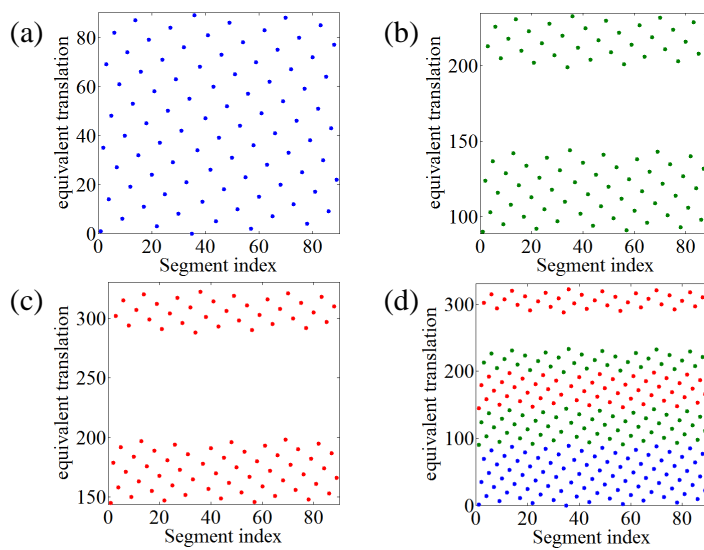 (a)
equivalent translation
80
60
40
20
0
0 20 40 60 80
Segment index
(b)
equivalent translation
200
150
100
0 20 40 60 80
Segment index
(c)
equivalent translation
300
250
200
150
0 20 40 60 80
Segment index
(d)
equivalent translation
300
200
100
0
0 20 40 60 80
Segment index